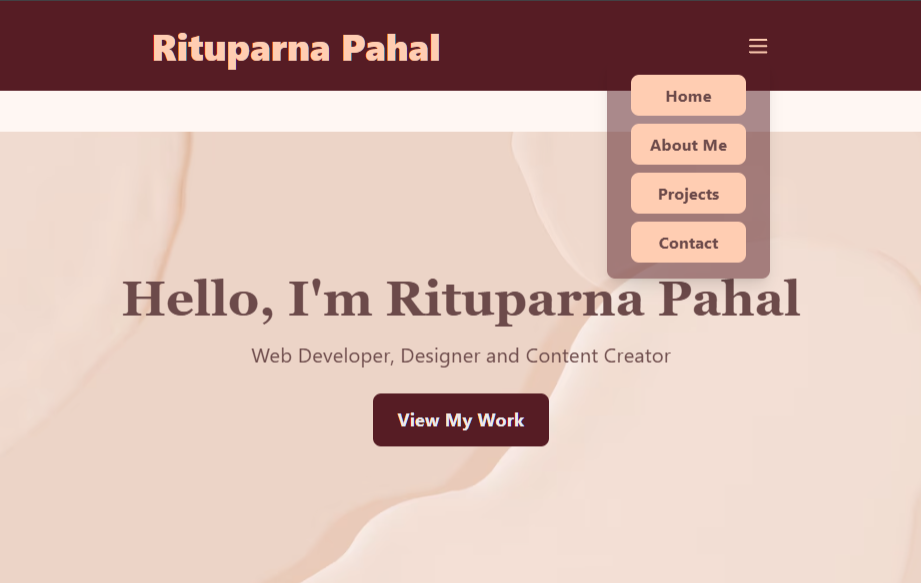 Rituparna Pahal
Home
About Me
Projects
Contact
Hello, I'm Rituparna Pahal
Web Developer, Designer and Content Creator
View My Work